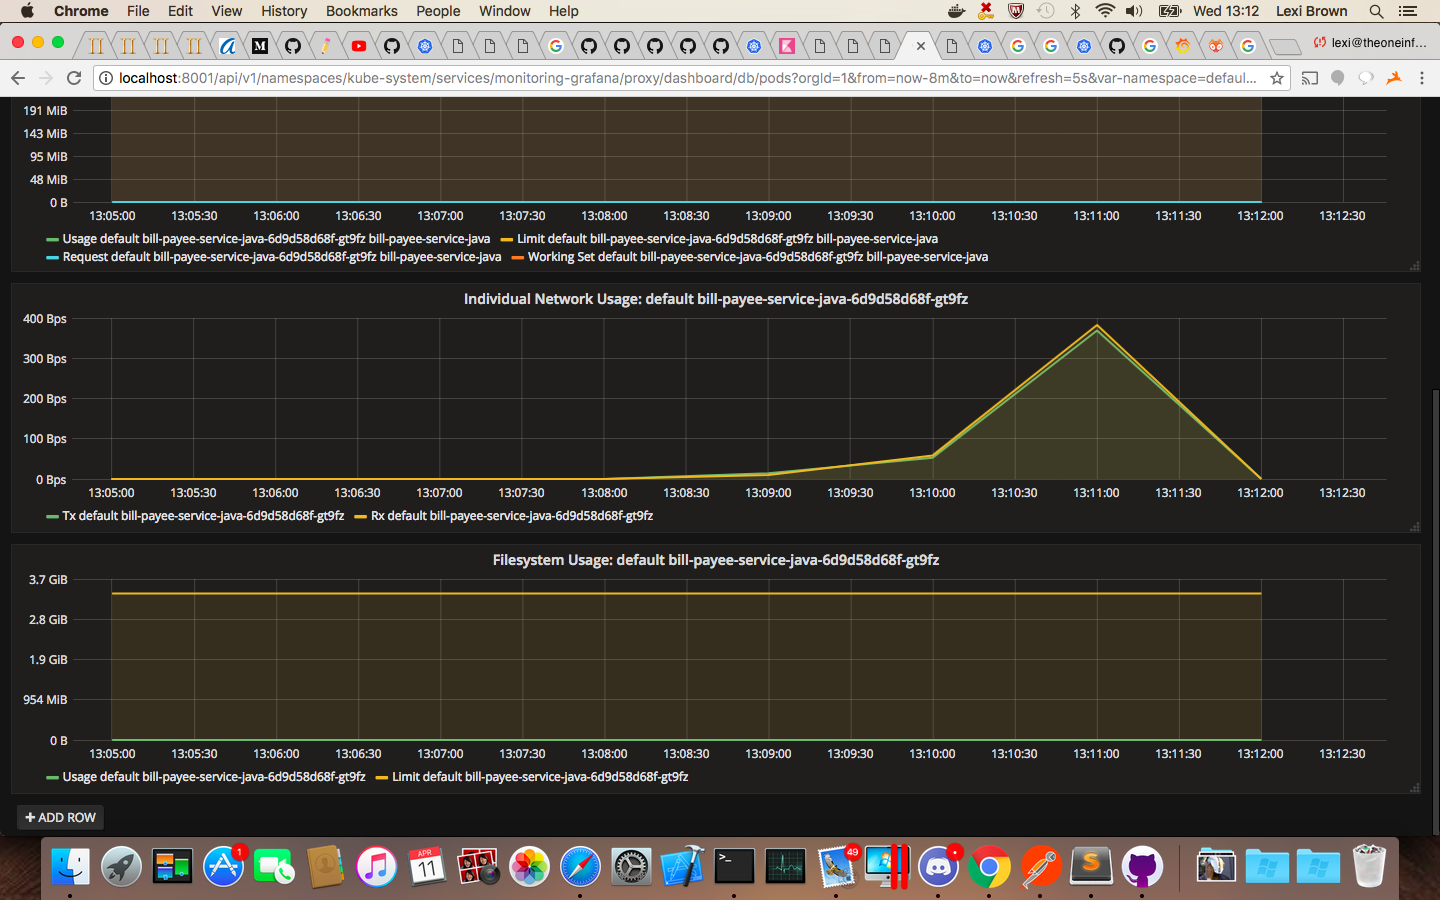 Chrome File Edit View History Bookmarks People Window Help Wed 13:12 Lexi Brown
lexi@theoneinf...
localhost:8001/api/v1/namespaces/kube-system/services/monitoring-grafana/proxy/dashboard/db/pods?orgId=1&from=now-8m&to=now&refresh=5s&var-namespace=defaul...
191 MiB
143 MiB
95 MiB
48 MiB
0 B
13:05:00 13:05:30 13:06:00 13:06:30 13:07:00 13:07:30 13:08:00 13:08:30 13:09:00 13:09:30 13:10:00 13:10:30 13:11:00 13:11:30 13:12:00 13:12:30
Usage default bill-payee-service-java-6d9d58d68f-gt9fz bill-payee-service-java Limit default bill-payee-service-java-6d9d58d68f-gt9fz bill-payee-service-java
Request default bill-payee-service-java-6d9d58d68f-gt9fz bill-payee-service-java Working Set default bill-payee-service-java-6d9d58d68f-gt9fz bill-payee-service-java
Individual Network Usage: default bill-payee-service-java-6d9d58d68f-gt9fz
400 Bps
300 Bps
200 Bps
100 Bps
0 Bps
13:05:00 13:05:30 13:06:00 13:06:30 13:07:00 13:07:30 13:08:00 13:08:30 13:09:00 13:09:30 13:10:00 13:10:30 13:11:00 13:11:30 13:12:00 13:12:30
Tx default bill-payee-service-java-6d9d58d68f-gt9fz Rx default bill-payee-service-java-6d9d58d68f-gt9fz
Filesystem Usage: default bill-payee-service-java-6d9d58d68f-gt9fz
3.7 GiB
2.8 GiB
1.9 GiB
954 MiB
0 B
13:05:00 13:05:30 13:06:00 13:06:30 13:07:00 13:07:30 13:08:00 13:08:30 13:09:00 13:09:30 13:10:00 13:10:30 13:11:00 13:11:30 13:12:00 13:12:30
Usage default bill-payee-service-java-6d9d58d68f-gt9fz Limit default bill-payee-service-java-6d9d58d68f-gt9fz
+ ADD ROW
1
APR
11
49